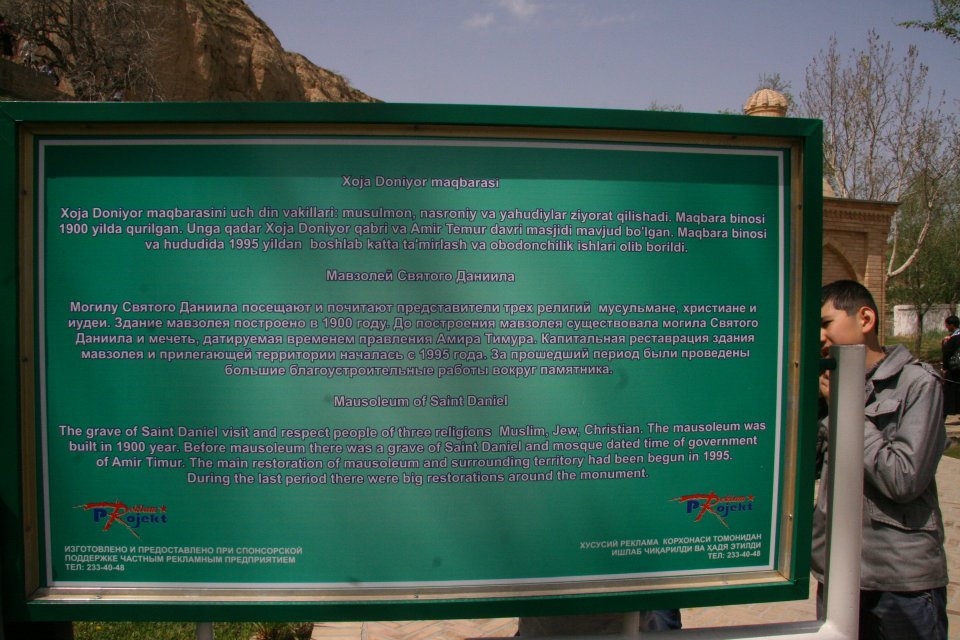 Xoja Doniyor maqbarasi
Xoja Doniyor maqbarasini uch din vakillari: musulmon, nasroniy va yahudiylar ziyorat qilishadi. Maqbara binosi
1900 yilda qurilgan. Unga qadar Xoja Doniyor qabri va Amir Temur davri masjidi mavjud bo'lgan. Maqbara binosi
va hududida 1995 yildan boshlab katta ta'mirlash va obodonchilik ishlari olib borildi.
Мавзолей Святого Даниила
Могилу Святого Даниила посещают и почитают представители трех религий мусульмане, христиане и
иудеи. Здание мавзолея построено в 1900 году. До построения мавзолея существовала могила Святого
Даниила и мечеть, датируемая временем правления Амира Тимура. Капитальная реставрация здания
мавзолея и прилегающей территории началась с 1995 года. За прошедший период были проведены
большие благоустроительные работы вокруг памятника.
Mausoleum of Saint Daniel
The grave of Saint Daniel visit and respect people of three religions Muslim, Jew, Christian. The mausoleum was
built in 1900 year. Before mausoleum there was a grave of Saint Daniel and mosque dated time of government
of Amir Timur. The main restoration of mausoleum and surrounding territory had been begun in 1995.
During the last period there were big restorations around the monument.
Projekt
ИЗГОТОВЛЕНО И ПРЕДОСТАВЛЕНО ПРИ СПОНСОРСКОЙ
ПОДДЕРЖКЕ ЧАСТНЫМ РЕКЛАМНЫМ ПРЕДПРИЯТИЕМ
ТЕЛ: 233-40-48
Projekt
ХУСУСИЙ РЕКЛАМА КОРХОНАСИ ТОМОНИДАН
ИШЛАБ ЧИҚАРИЛДИ ВА ҲАДЯ ЭТИЛДИ
ТЕЛ: 233-40-48